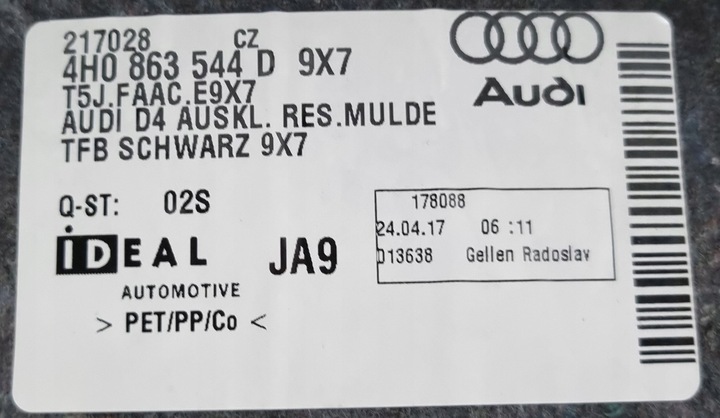 217028 CZ
4H0 863 544 D 9X7
T5J.FAAC.E9X7
AUDI D4 AUSKL. RES.MULDE
TFB SCHWARZ 9X7
Audi
Q-ST: 02S
iDEAL JA9
AUTOMOTIVE
> PET/PP/Co <
178088
24.04.17 06:11
D13638 Gellen Radoslav